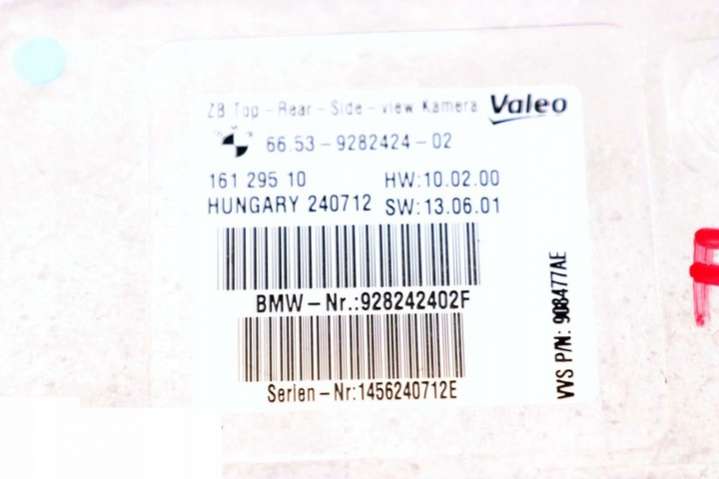 ZB Top - Rear - Side - view Kamera Valeo
66.53 - 9282424 - 02
161 295 10 HW:10.02.00
HUNGARY 240712 SW:13.06.01
BMW - Nr.:928242402F
Serien - Nr:1456240712E
VVS P/N: 908477AE